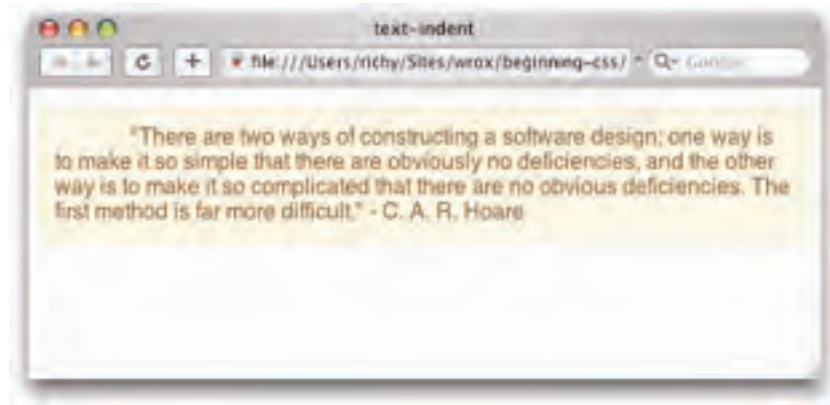 text-indent
file:///Users/richy/Sites/wrox/beginning-css/
Google
"There are two ways of constructing a software design; one way is
to make it so simple that there are obviously no deficiencies, and the other
way is to make it so complicated that there are no obvious deficiencies. The
first method is far more difficult." - C. A. R. Hoare